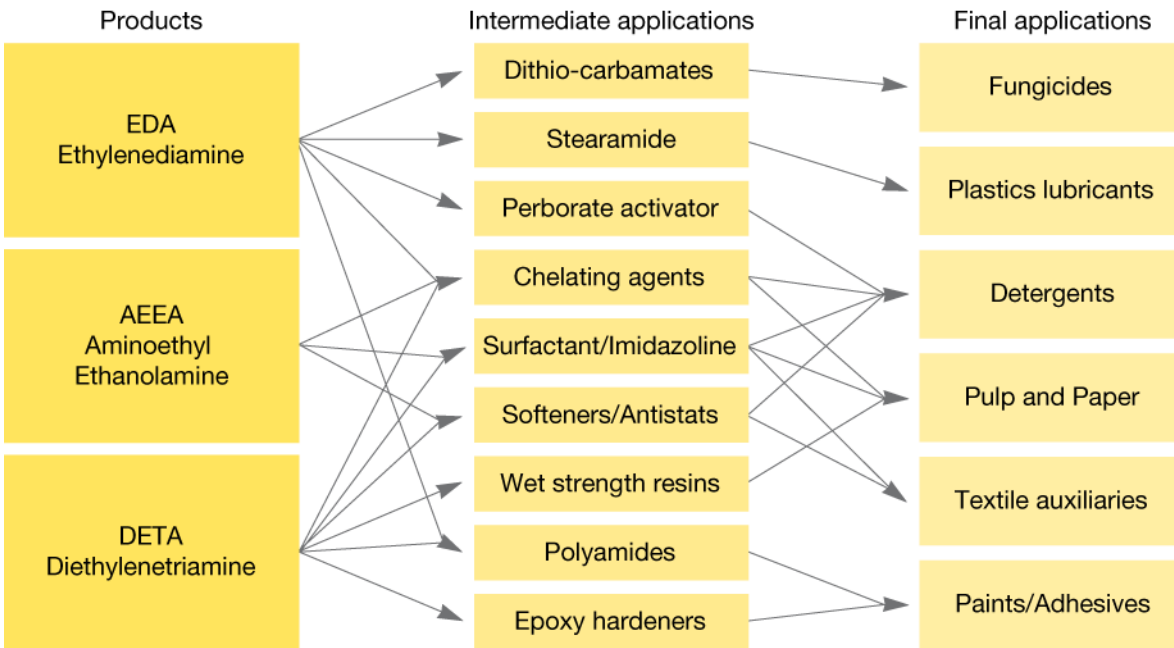 Products
Intermediate applications
Final applications
EDA
Ethylenediamine
AEEA
Aminoethyl
Ethanolamine
DETA
Diethylenetriamine
Dithio-carbamates
Stearamide
Perborate activator
Chelating agents
Surfactant/Imidazoline
Softeners/Antistats
Wet strength resins
Polyamides
Epoxy hardeners
Fungicides
Plastics lubricants
Detergents
Pulp and Paper
Textile auxiliaries
Paints/Adhesives